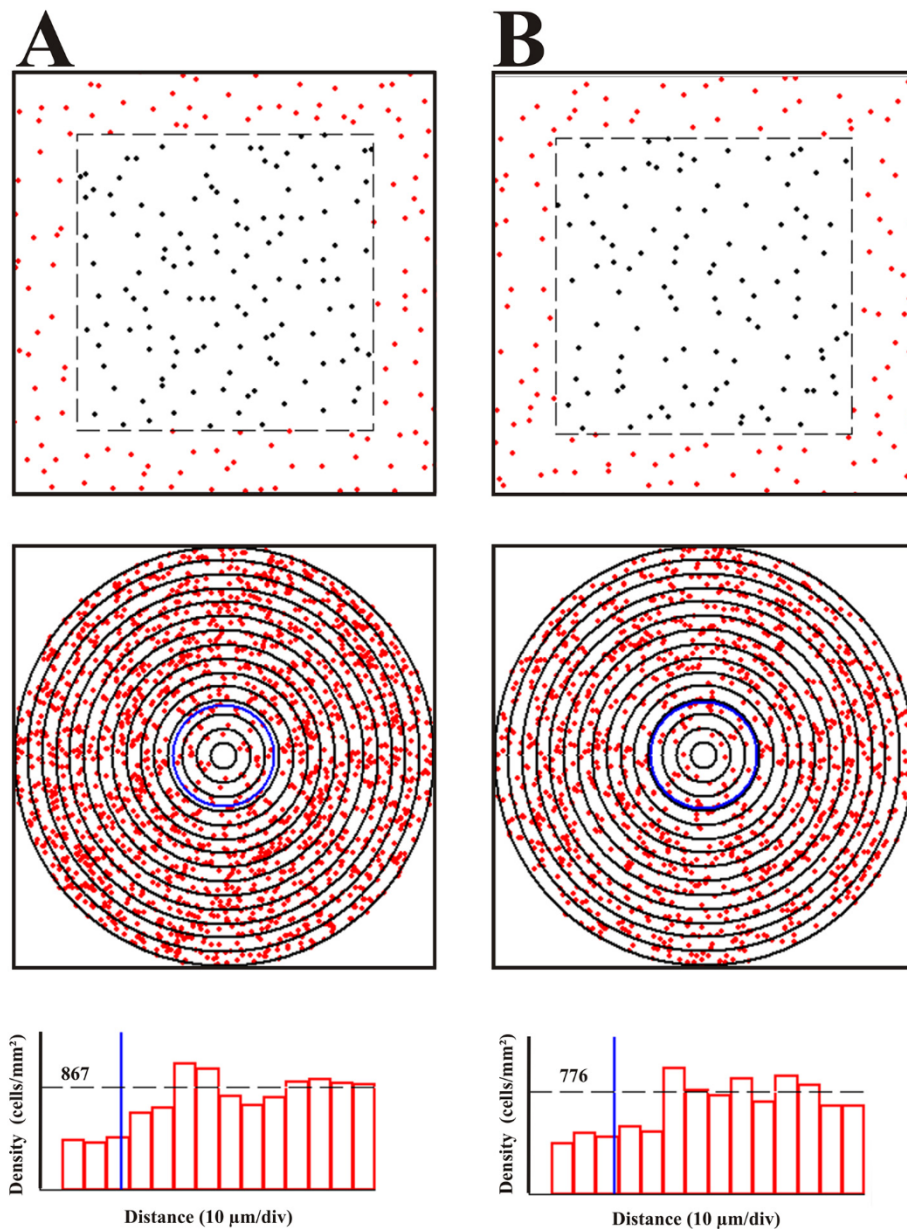 A
B
Density (cells/mm²)
867
Distance (10 µm/div)
Density (cells/mm²)
776
Distance (10 µm/div)